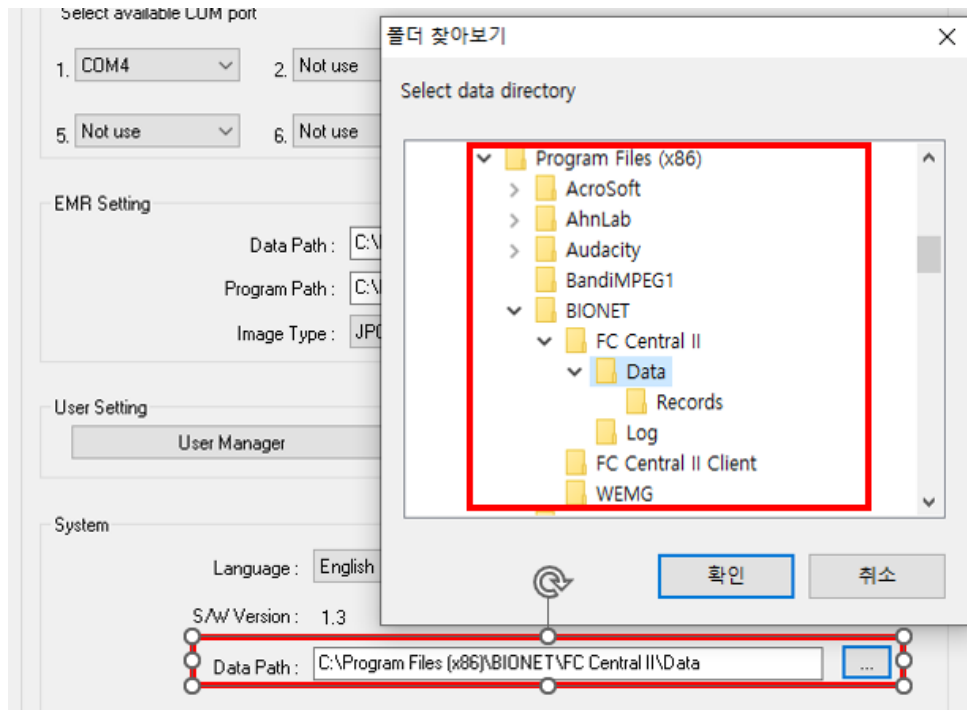 Select available COM port
1. COM4
2. Not use
5. Not use
6. Not use
EMR Setting
Data Path : C:\
Program Path : C:\
Image Type :
User Setting
User Manager
System
Language : English
S/W Version : 1.3
Data Path : C:\Program Files (x86)\BIONET\FC Central II\Data
...
폴더 찾아보기
Select data directory
Program Files (x86)
AcroSoft
AhnLab
Audacity
BandiMPEG1
BIONET
FC Central II
Data
Records
Log
FC Central II Client
WEMG
확인
취소